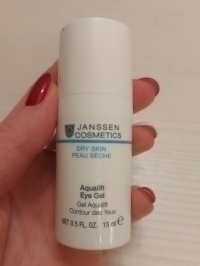 JANSSEN
COSMETICS
DRY SKIN
PEAU SÈCHE
Aqualift
Eye Gel
Gel Aqualift
Contour des Yeux
NET 0.5 FL. OZ. 15 ml e